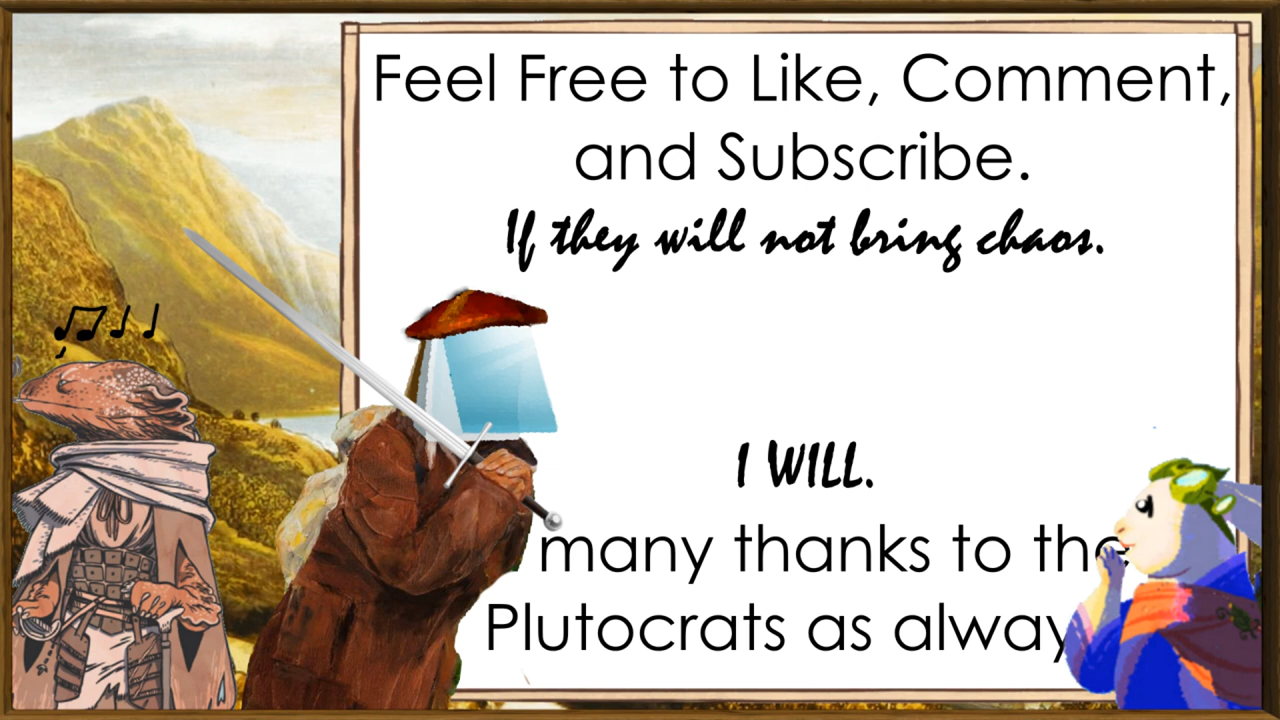 Feel Free to Like, Comment,
and Subscribe.
If they will not bring chaos.
I WILL.
many thanks to the
Plutocrats as alway